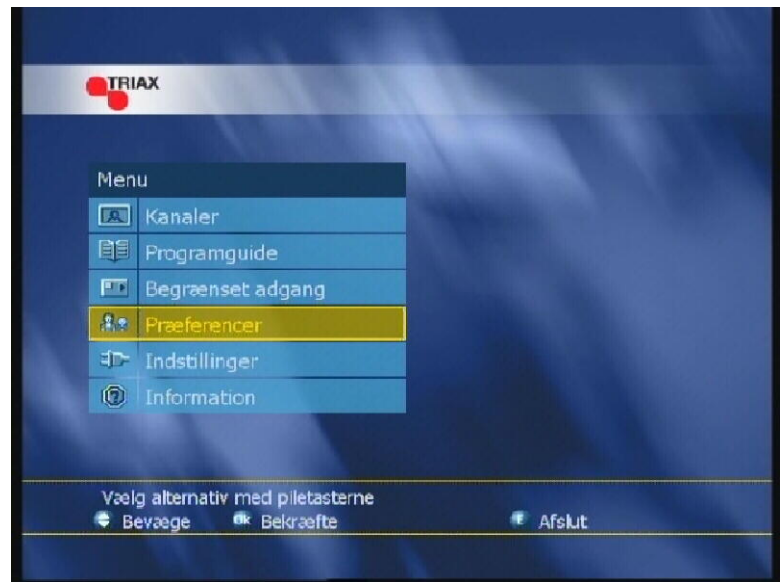 TRIAX
Menu
Kanaler
Programguide
Begrænset adgang
Præferencer
Indstillinger
Information
Vælg alternativ med piletasterne
Bevæge OK Bekræfte E Afslut